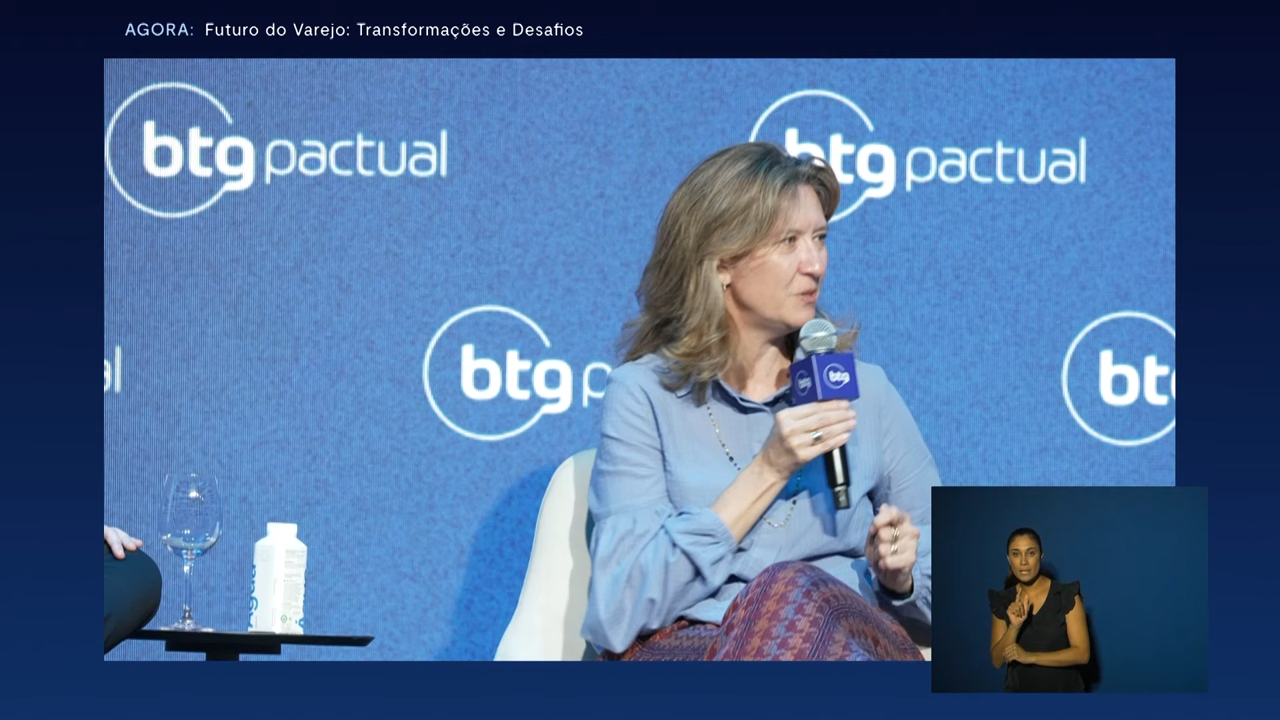 AGORA: Futuro do Varejo: Transformações e Desafios
btg pactual
btg pactual
btg p
btg
btg